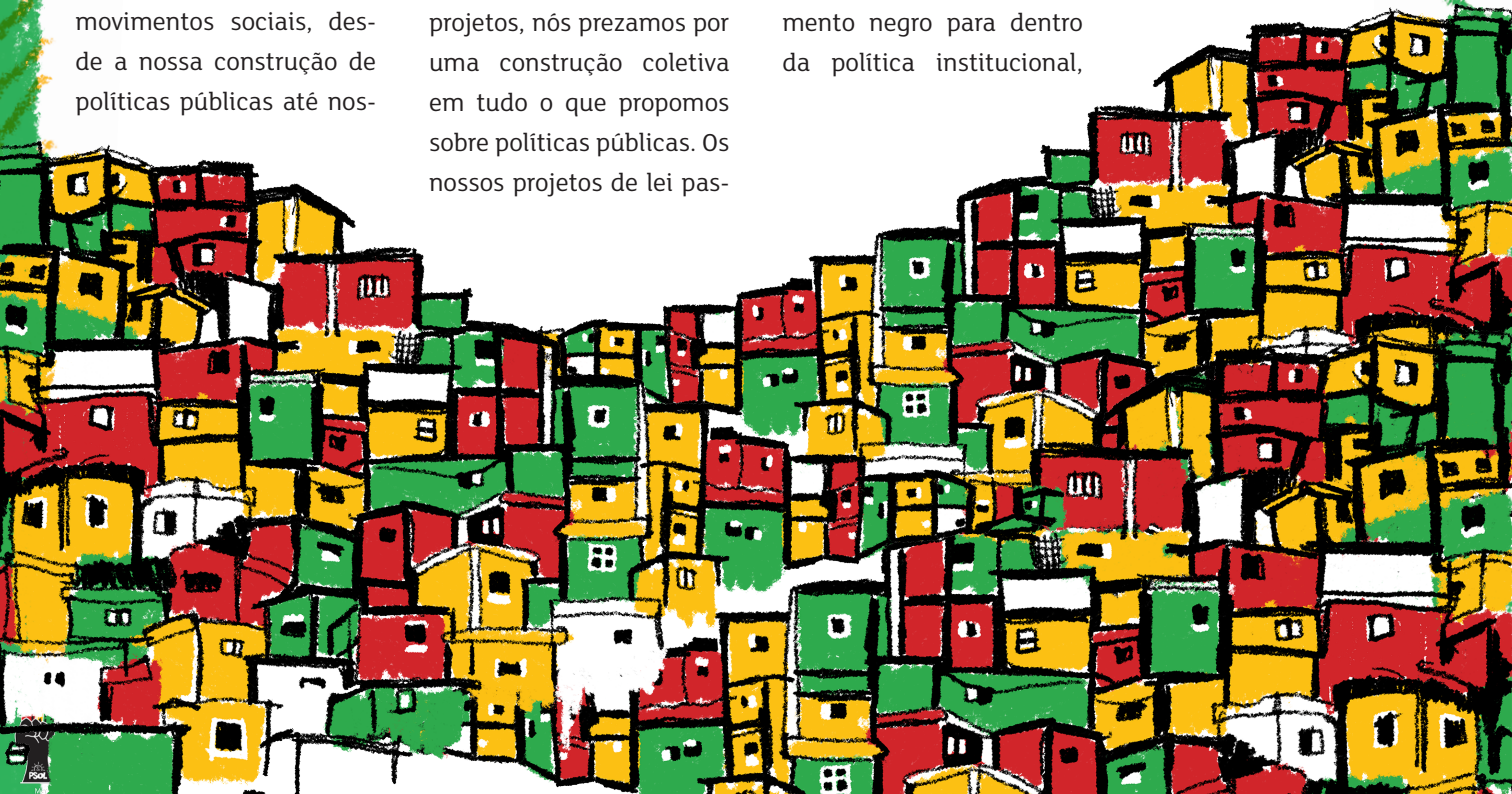 movimentos sociais, des-
de a nossa construção de
políticas públicas até nos-
projetos, nós prezamos por
uma construção coletiva
em tudo o que propomos
sobre políticas públicas. Os
nossos projetos de lei pas-
mento negro para dentro
da política institucional,
PSOL